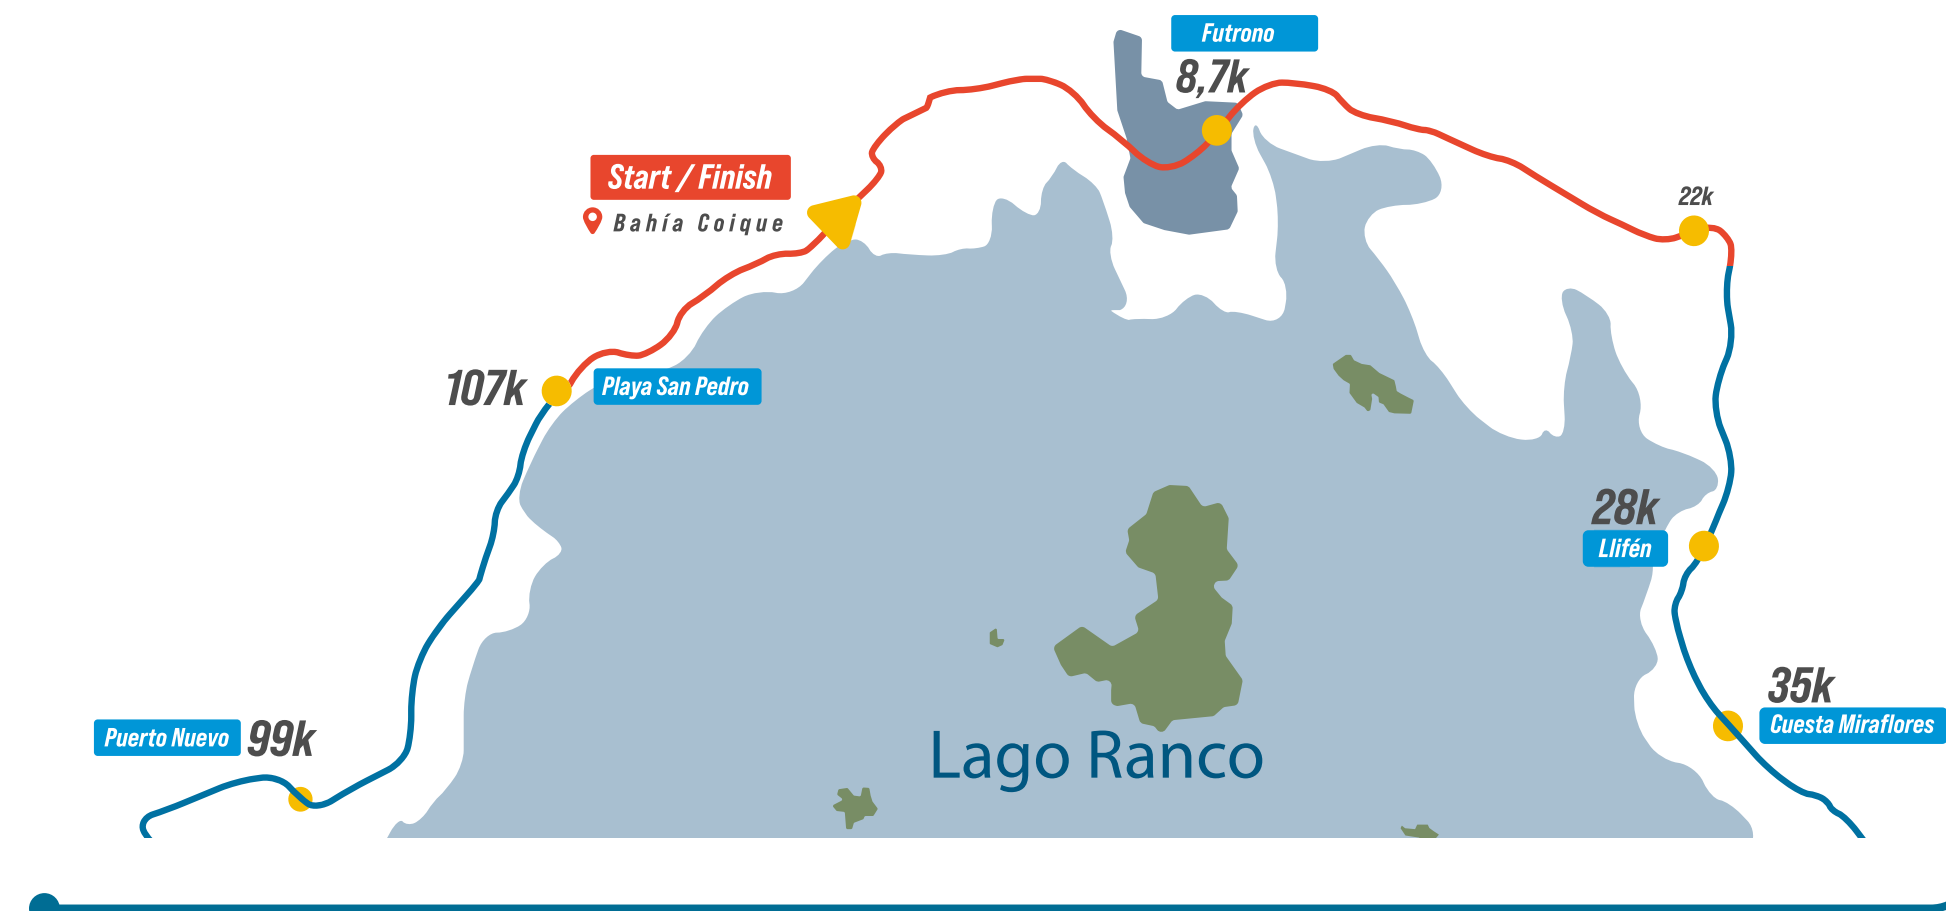 Futrono
8,7k
Start / Finish
Bahía Coique
22k
107k
Playa San Pedro
28k
Llifén
35k
Cuesta Miraflores
Puerto Nuevo
99k
Lago Ranco